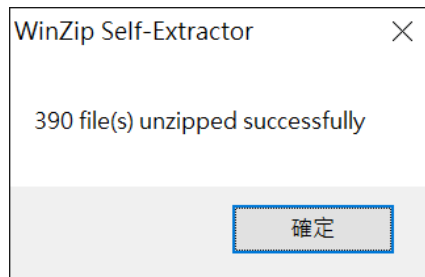 WinZip Self-Extractor
390 file(s) unzipped successfully
確定